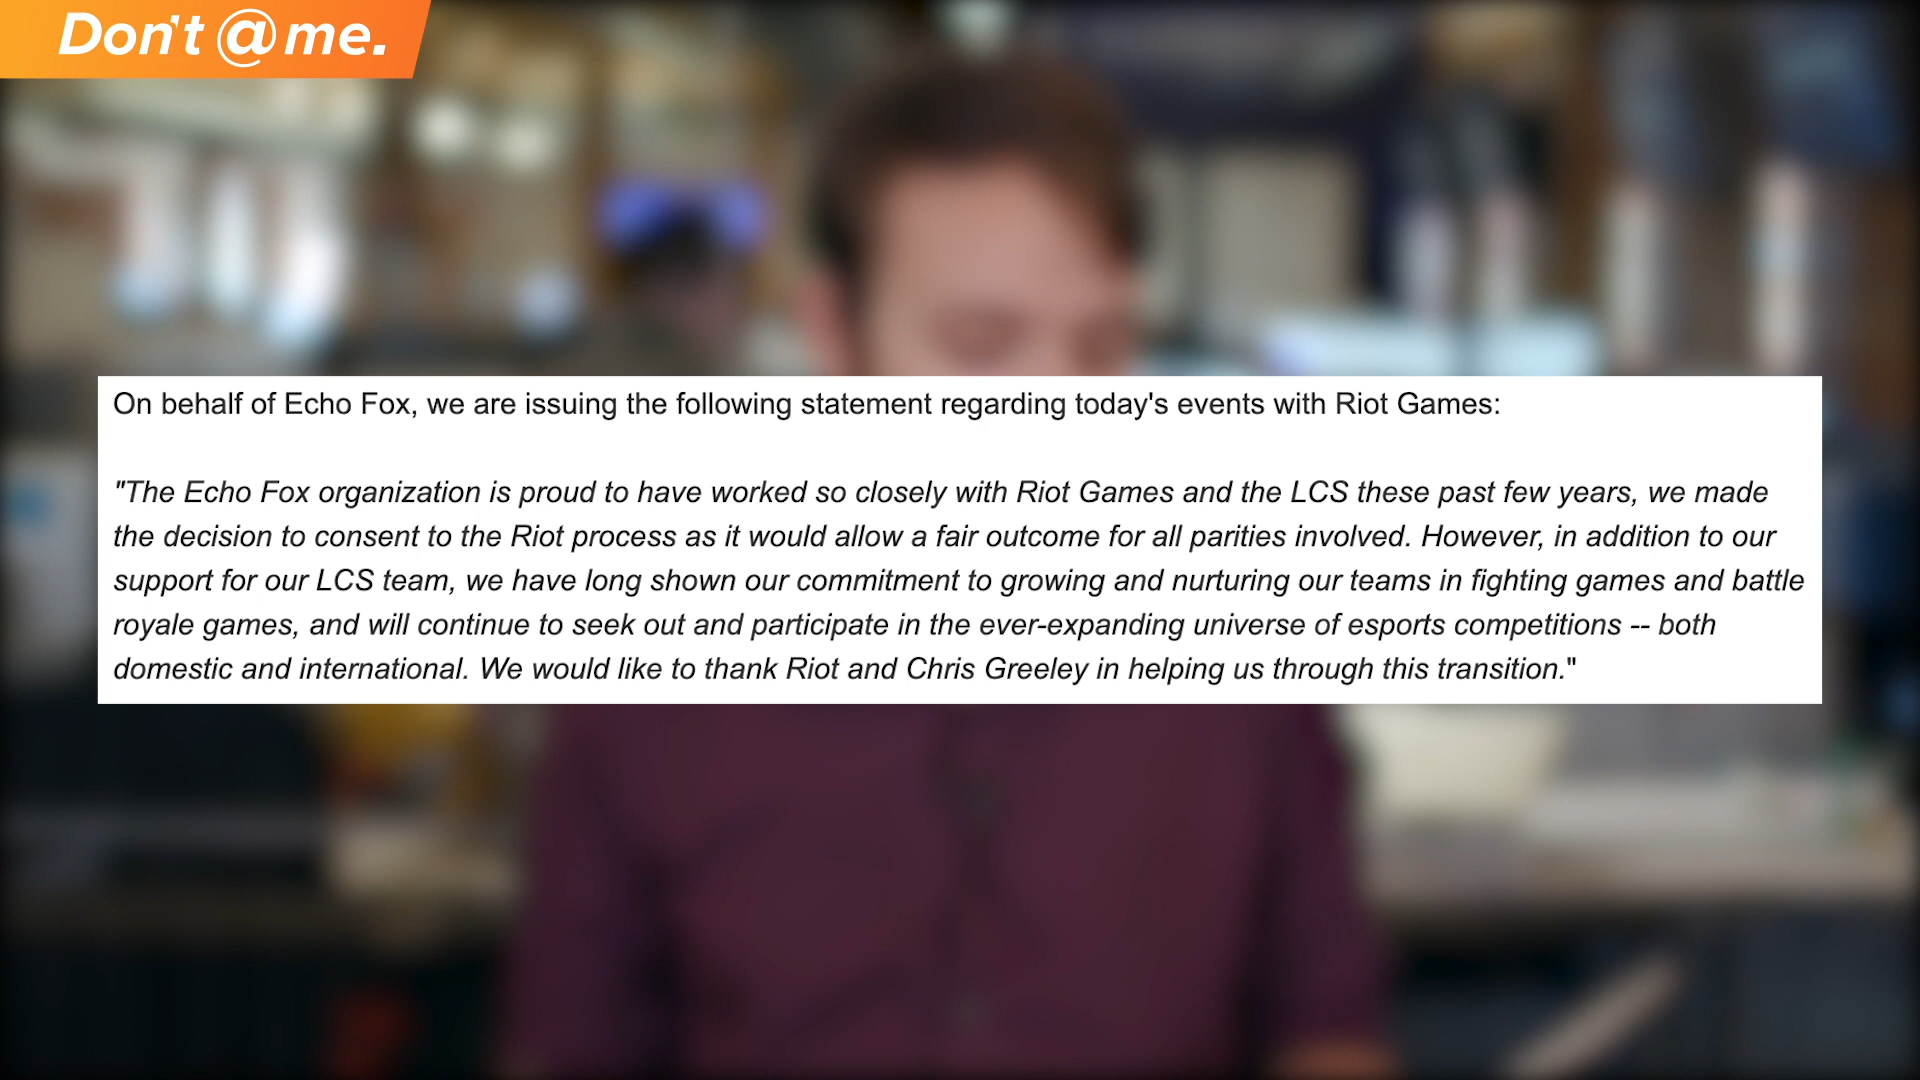 Don't @ me.
On behalf of Echo Fox, we are issuing the following statement regarding today's events with Riot Games:
"The Echo Fox organization is proud to have worked so closely with Riot Games and the LCS these past few years, we made
the decision to consent to the Riot process as it would allow a fair outcome for all parities involved. However, in addition to our
support for our LCS team, we have long shown our commitment to growing and nurturing our teams in fighting games and battle
royale games, and will continue to seek out and participate in the ever-expanding universe of esports competitions -- both
domestic and international. We would like to thank Riot and Chris Greeley in helping us through this transition."